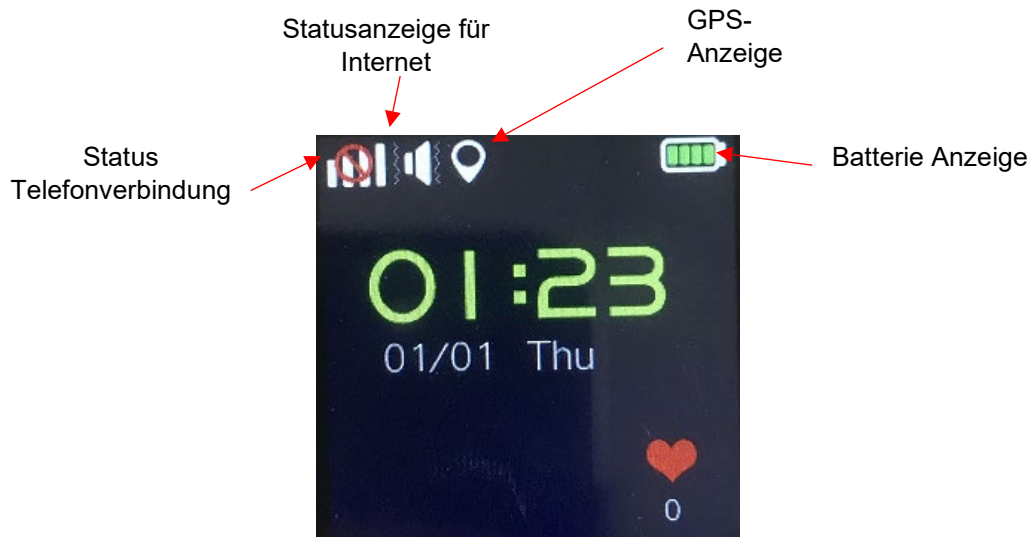 Statusanzeige für
Internet
GPS-
Anzeige
Status
Telefonverbindung
Batterie Anzeige
01:23
01/01 Thu
0